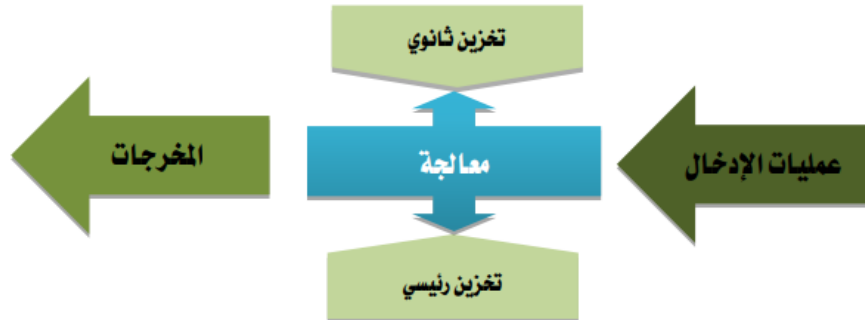 تخزين ثانوي
عمليات الإدخال
معالجة
المخرجات
تخزين رئيسي